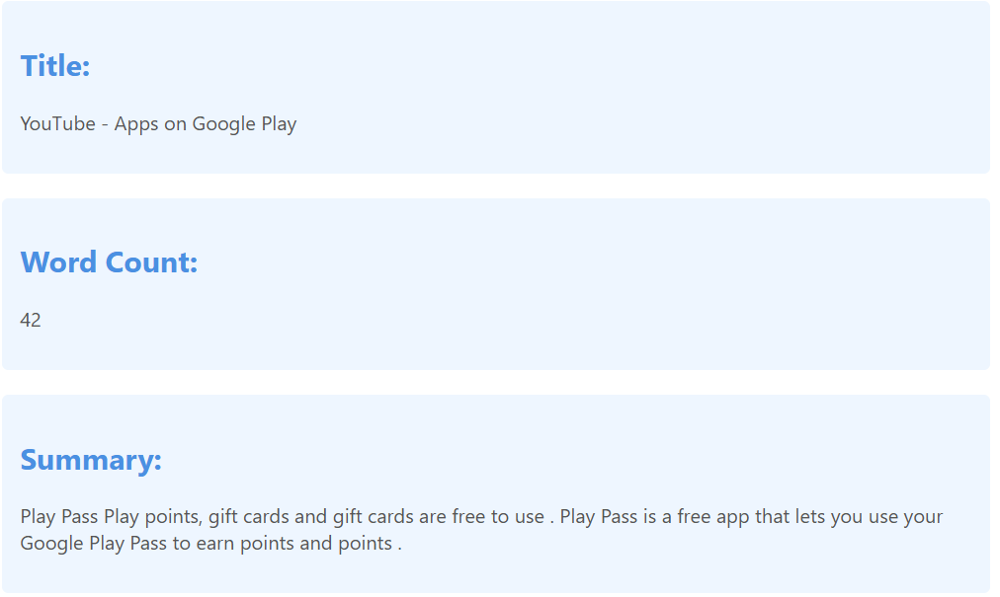 Title:
YouTube - Apps on Google Play
Word Count:
42
Summary:
Play Pass Play points, gift cards and gift cards are free to use . Play Pass is a free app that lets you use your
Google Play Pass to earn points and points .